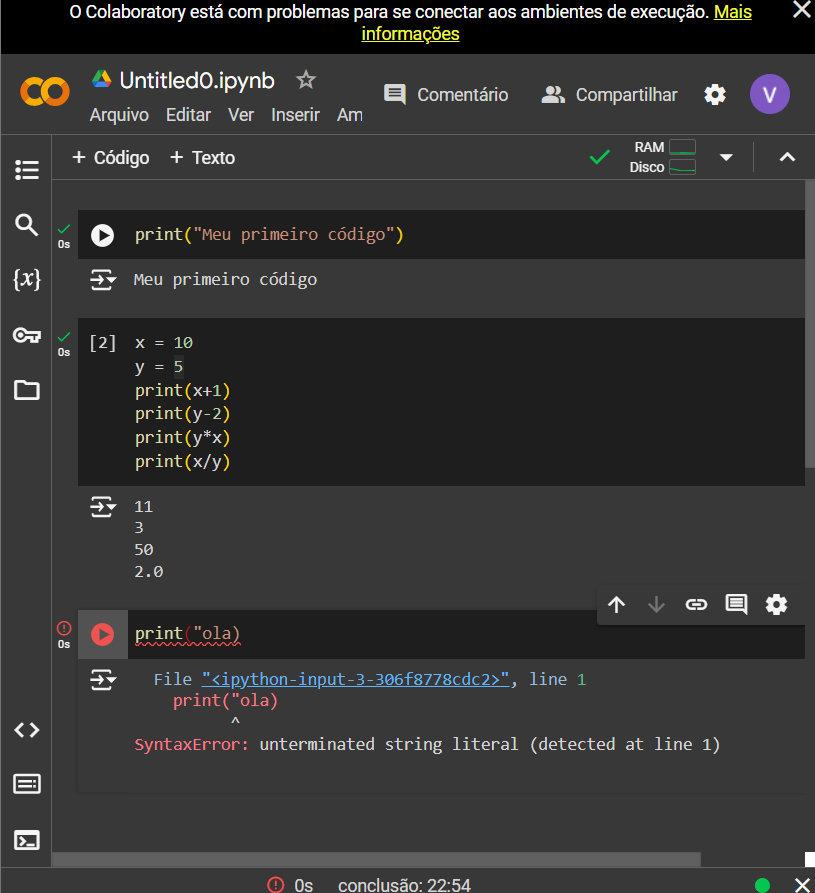 O Colaboratory está com problemas para se conectar aos ambientes de execução. Mais
informações
CO
Untitled0.ipynb
Arquivo Editar Ver Inserir Am
Comentário
Compartilhar
V
+ Código + Texto
RAM
Disco
{x}
0s
print("Meu primeiro código")
Meu primeiro código
0s
[2]
x = 10
y = 5
print(x+1)
print(y-2)
print(y*x)
print(x/y)
11
3
50
2.0
0s
print("ola)
File "<ipython-input-3-306f8778cdc2>", line 1
print("ola)
^
SyntaxError: unterminated string literal (detected at line 1)
0s conclusão: 22:54